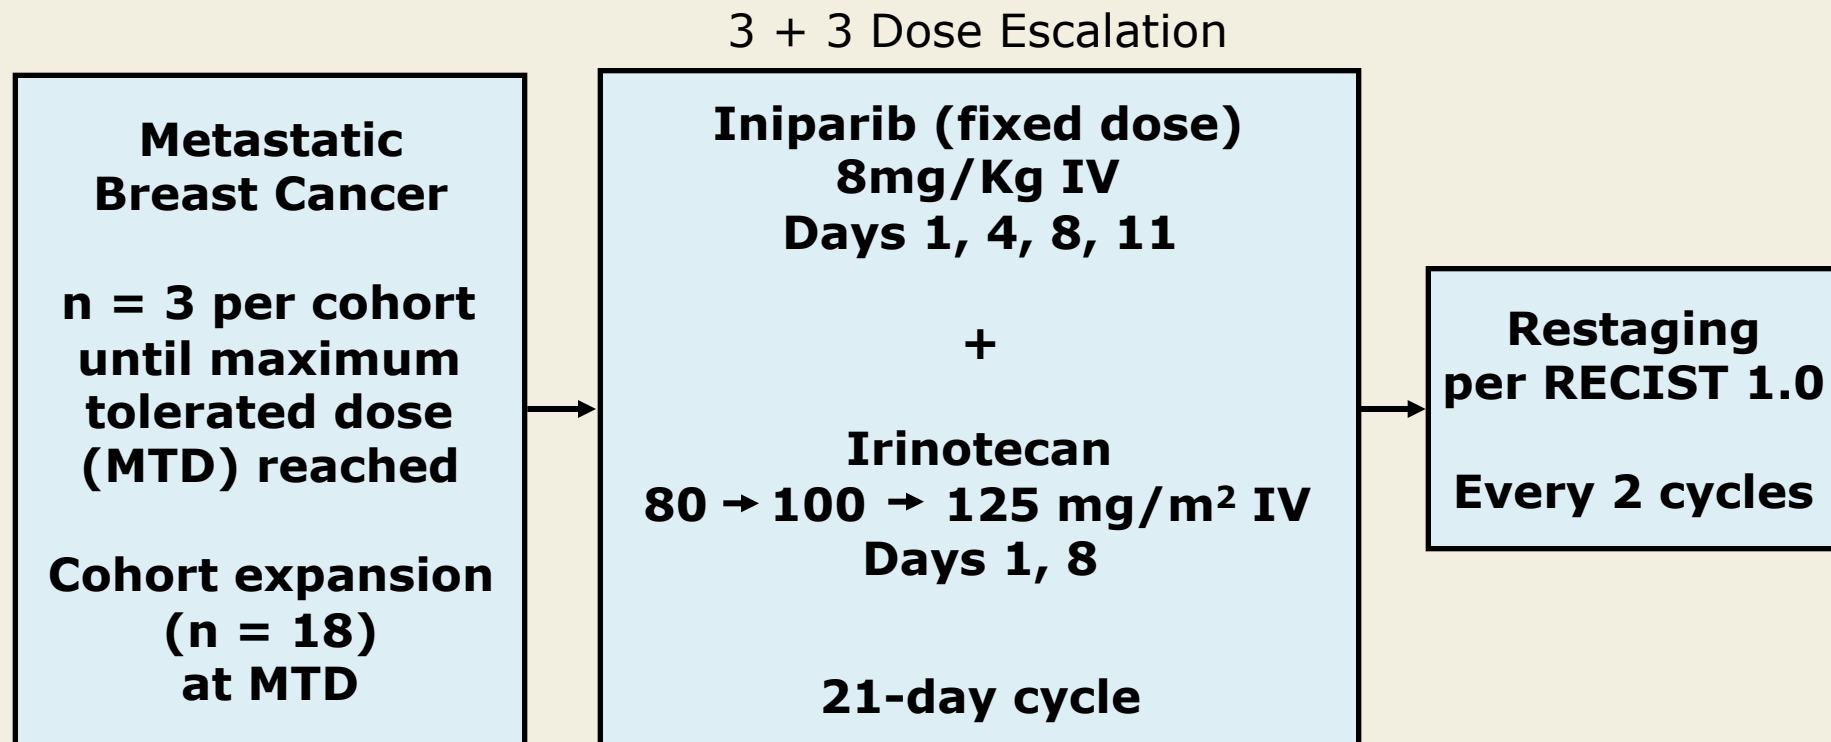 3 + 3 Dose Escalation
Metastatic
Breast Cancer
n = 3 per cohort
until maximum
tolerated dose
(MTD) reached
Cohort expansion
(n = 18)
at MTD
Iniparib (fixed dose)
8mg/Kg IV
Days 1, 4, 8, 11
+
Irinotecan
80 → 100 → 125 mg/m² IV
Days 1, 8
21-day cycle
Restaging
per RECIST 1.0
Every 2 cycles